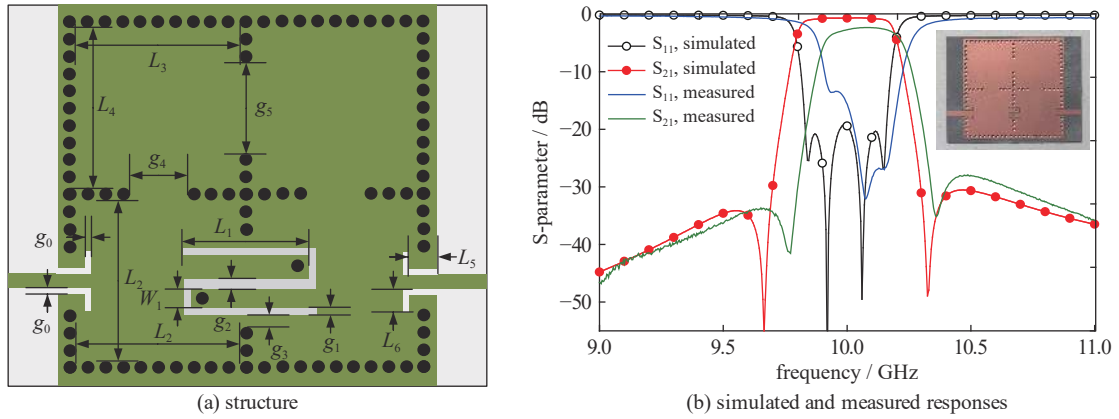 L₃
L₄
g₅
g₄
g₀
L₁
L₅
L₂
W₁
g₀
g₂
L₂
g₃
g₁
L₆
(a) structure
0
−10
−20
−30
−40
−50
S-parameter / dB
S₁₁, simulated
S₂₁, simulated
S₁₁, measured
S₂₁, measured
9.0 9.5 10.0 10.5 11.0
frequency / GHz
(b) simulated and measured responses